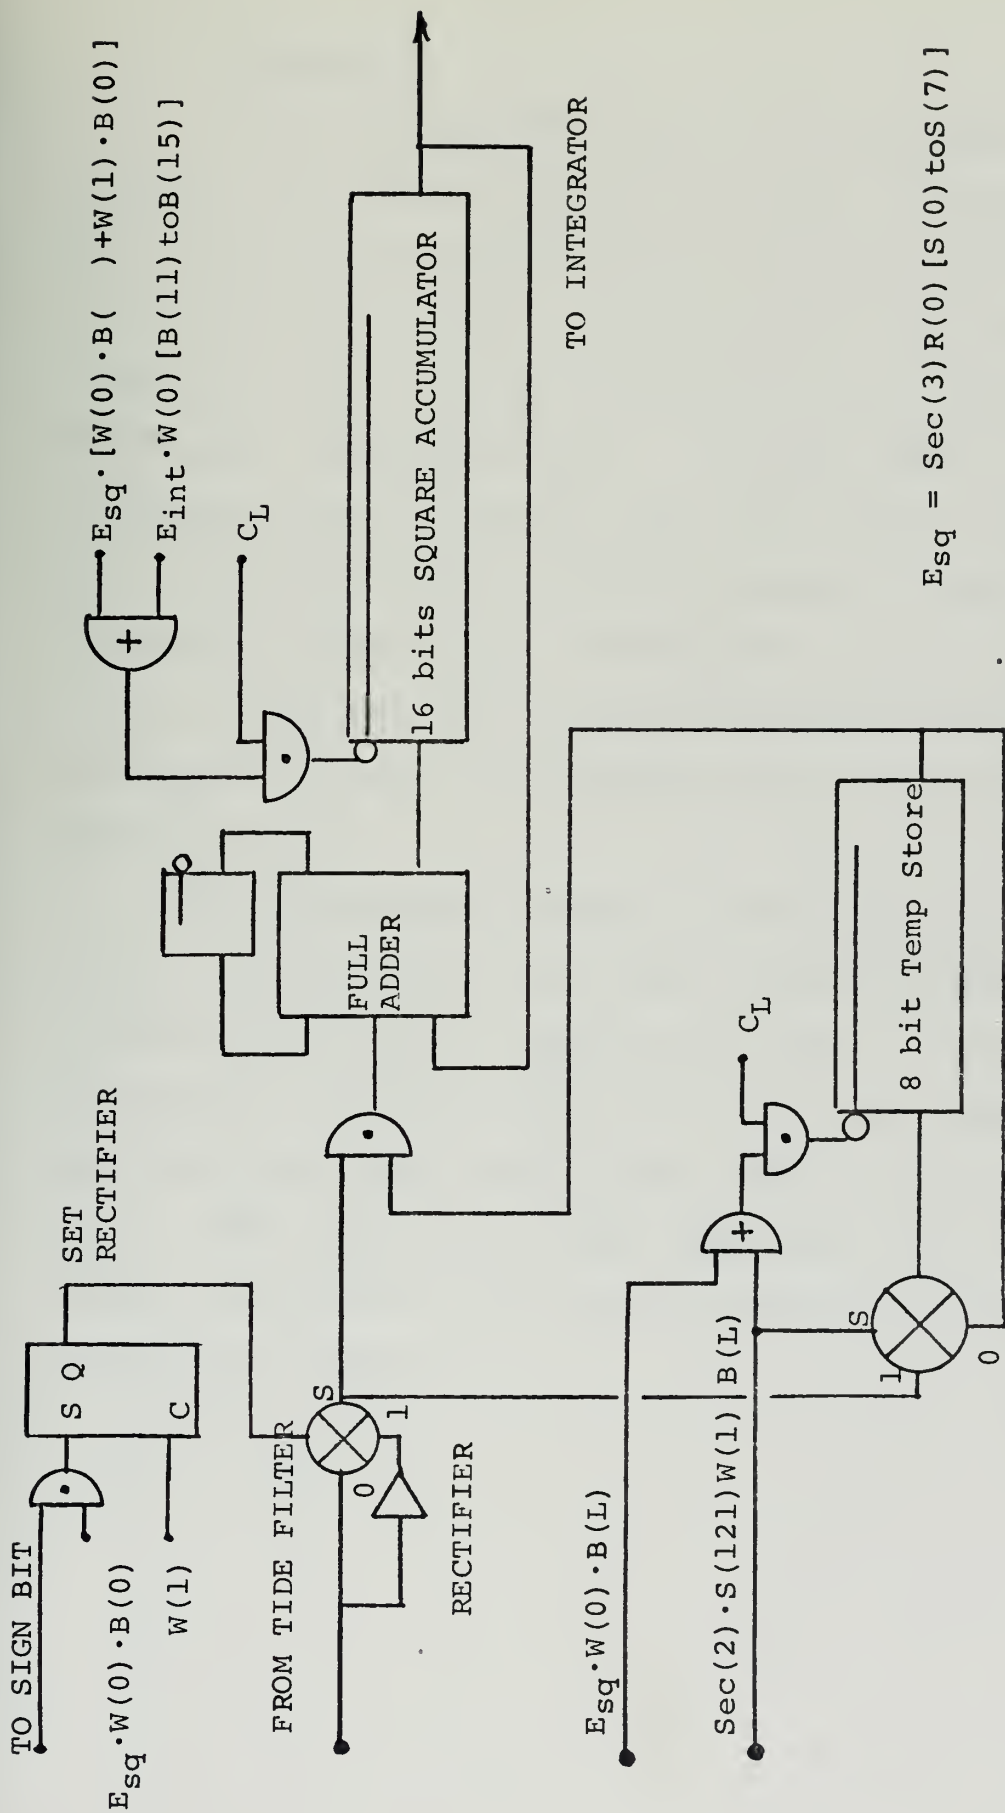 TO SIGN BIT
Esq·W(0)·B(0)
W(1)
S Q
C
SET
RECTIFIER
FROM TIDE FILTER
S
0
1
RECTIFIER
FULL
ADDER
Esq·[W(0)·B( )+W(1)·B(0)]
Eint·W(0)[B(11)toB(15)]
+
CL
16 bits SQUARE ACCUMULATOR
TO INTEGRATOR
Esq·W(0)·B(L)
Sec(2)·S(121)W(1) B(L)
+
CL
S
1
0
8 bit Temp Store
Esq = Sec(3)R(0)[S(0)toS(7)]